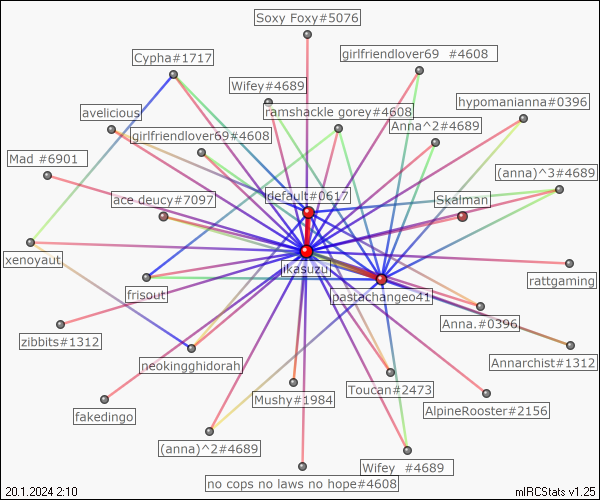 Soxy Foxy#5076
girlfriendlover69 #4608
Cypha#1717
Wifey#4689
hypomanianna#0396
avelicious
ramshackle gorey#4608
Anna^2#4689
girlfriendlover69#4608
Mad #6901
(anna)^3#4689
ace deucy#7097
default#0617
Skalman
xenoyaut
ikasuzu
rattgaming
frisout
pastachangeo41
Anna.#0396
zibbits#1312
neokingghidorah
Annarchist#1312
Mushy#1984
Toucan#2473
fakedingo
AlpineRooster#2156
(anna)^2#4689
Wifey #4689
no cops no laws no hope#4608
20.1.2024 2:10
mIRCStats v1.25